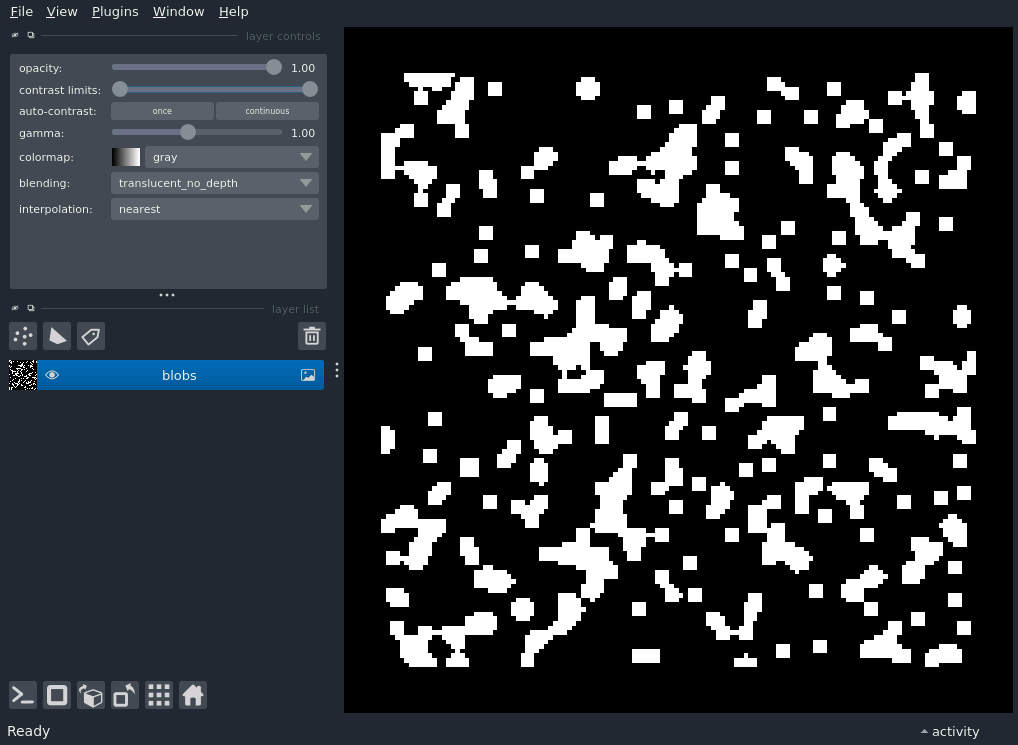 File View Plugins Window Help
layer controls
opacity: 1.00
contrast limits:
auto-contrast: once continuous
gamma: 1.00
colormap: gray
blending: translucent_no_depth
interpolation: nearest
layer list
blobs
Ready
activity